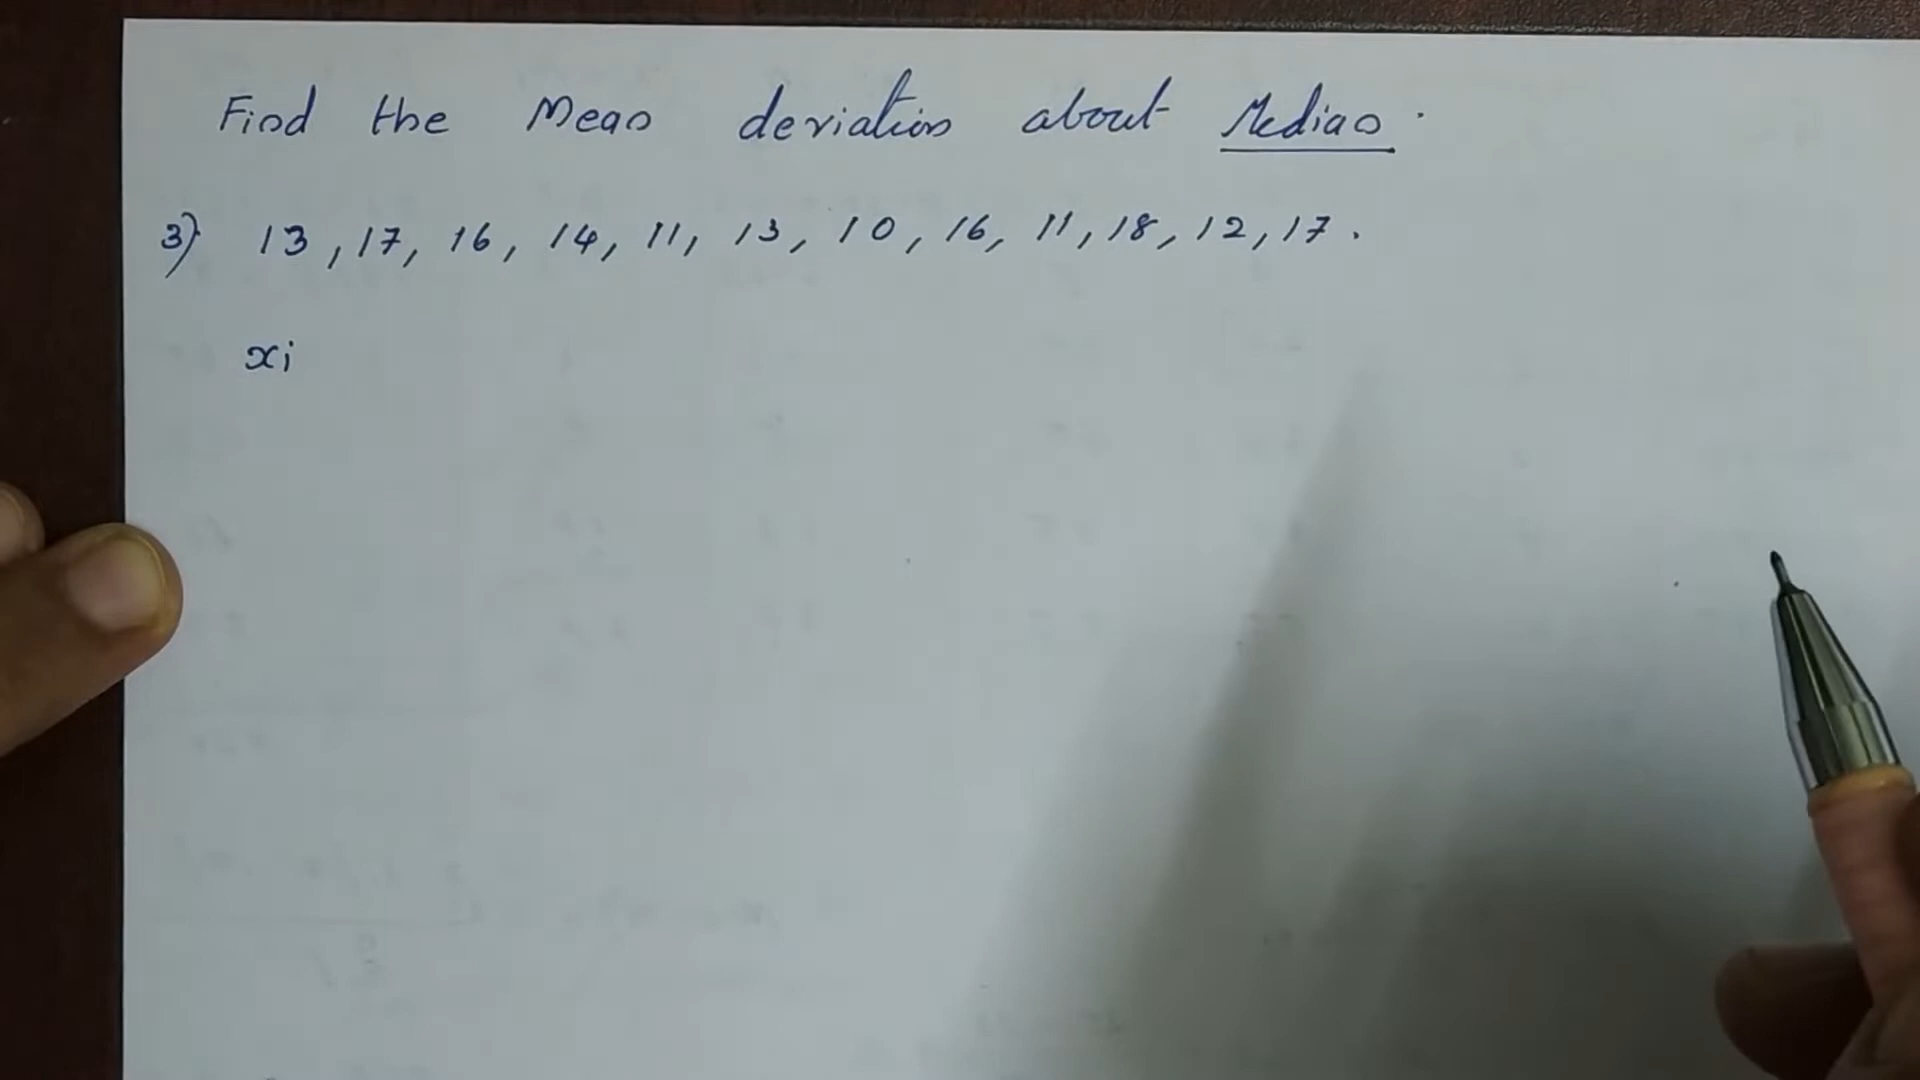 Find the Mean deviation about Median.
3) 13, 17, 16, 14, 11, 13, 10, 16, 11, 18, 12, 17.
xi